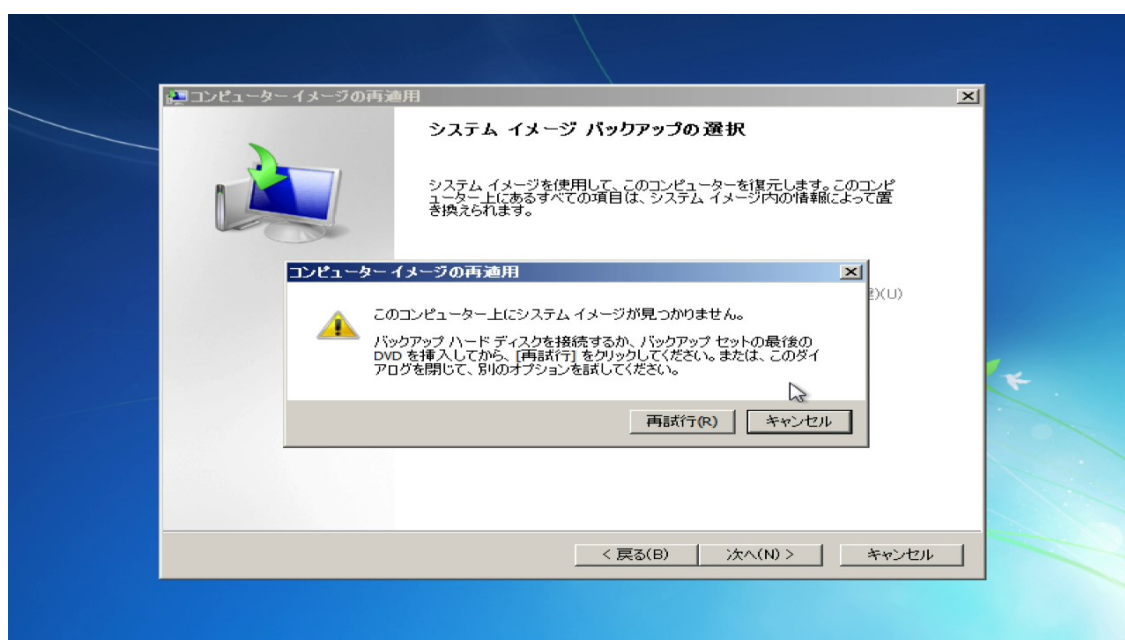 コンピューター イメージの再適用
システム イメージ バックアップの選択
システム イメージを使用して、このコンピューターを復元します。このコンピ
ューター上にあるすべての項目は、システム イメージ内の情報によって置
き換えられます。
コンピューター イメージの再適用
)(U)
このコンピューター上にシステム イメージが見つかりません。
バックアップ ハード ディスクを接続するか、バックアップ セットの最後の
DVD を挿入してから、[再試行] をクリックしてください。または、このダイ
アログを閉じて、別のオプションを試してください。
再試行(R)
キャンセル
< 戻る(B)
次へ(N) >
キャンセル